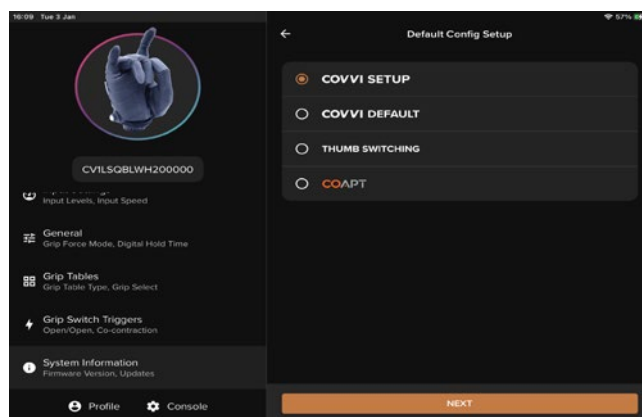 16:09 Tue 3 Jan
57%
CV1LSQBLWH200000
Input Levels, Input Speed
General
Grip Force Mode, Digital Hold Time
Grip Tables
Grip Table Type, Grip Select
Grip Switch Triggers
Open/Open, Co-contraction
System Information
Firmware Version, Updates
Profile
Console
Default Config Setup
COVVI SETUP
COVVI DEFAULT
THUMB SWITCHING
COAPT
NEXT